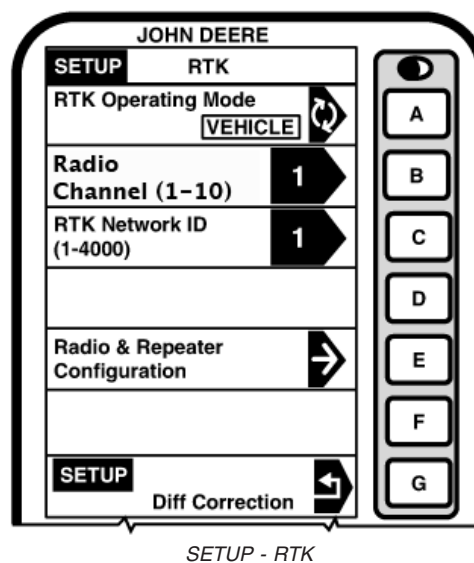 JOHN DEERE
SETUP RTK
RTK Operating Mode
VEHICLE
A
Radio
Channel (1-10)
1
B
RTK Network ID
(1-4000)
1
C
D
Radio & Repeater
Configuration
E
F
SETUP
Diff Correction
G
SETUP - RTK